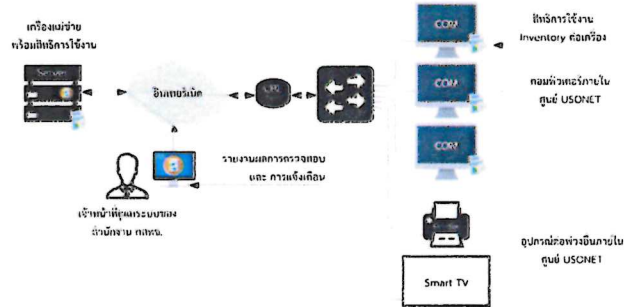 เครื่องแม่ข่าย
พร้อมสิทธิการใช้งาน
Server
อินเทอร์เน็ต
CPE
COM
COM
COM
สิทธิการใช้งาน
Inventory ต่อเครื่อง
คอมพิวเตอร์ภายใน
ศูนย์ USONET
รายงานผลการตรวจสอบ
และ การแจ้งเตือน
เจ้าหน้าที่ดูแลระบบของ
สำนักงาน กสทช.
อุปกรณ์ต่อพ่วงอื่นภายใน
ศูนย์ USONET
Smart TV